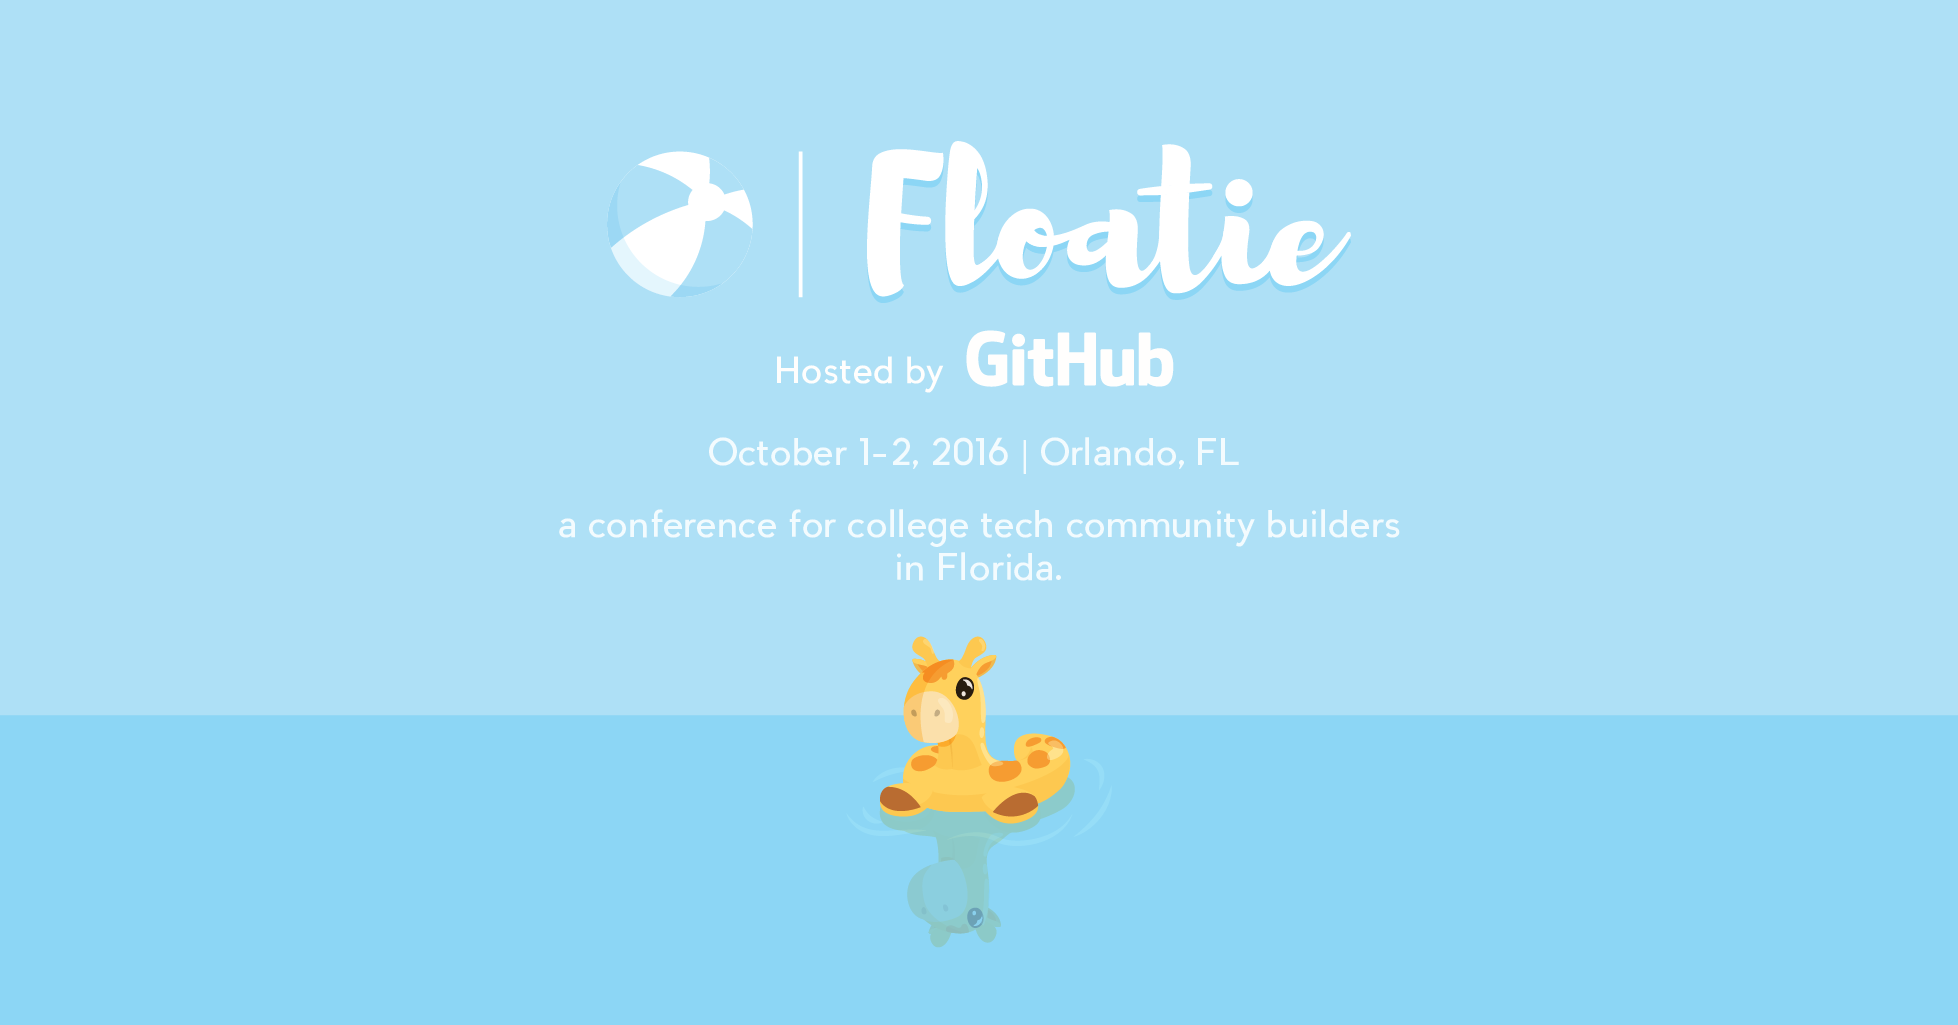 Floatie
Hosted by GitHub
October 1-2, 2016 | Orlando, FL
a conference for college tech community builders
in Florida.